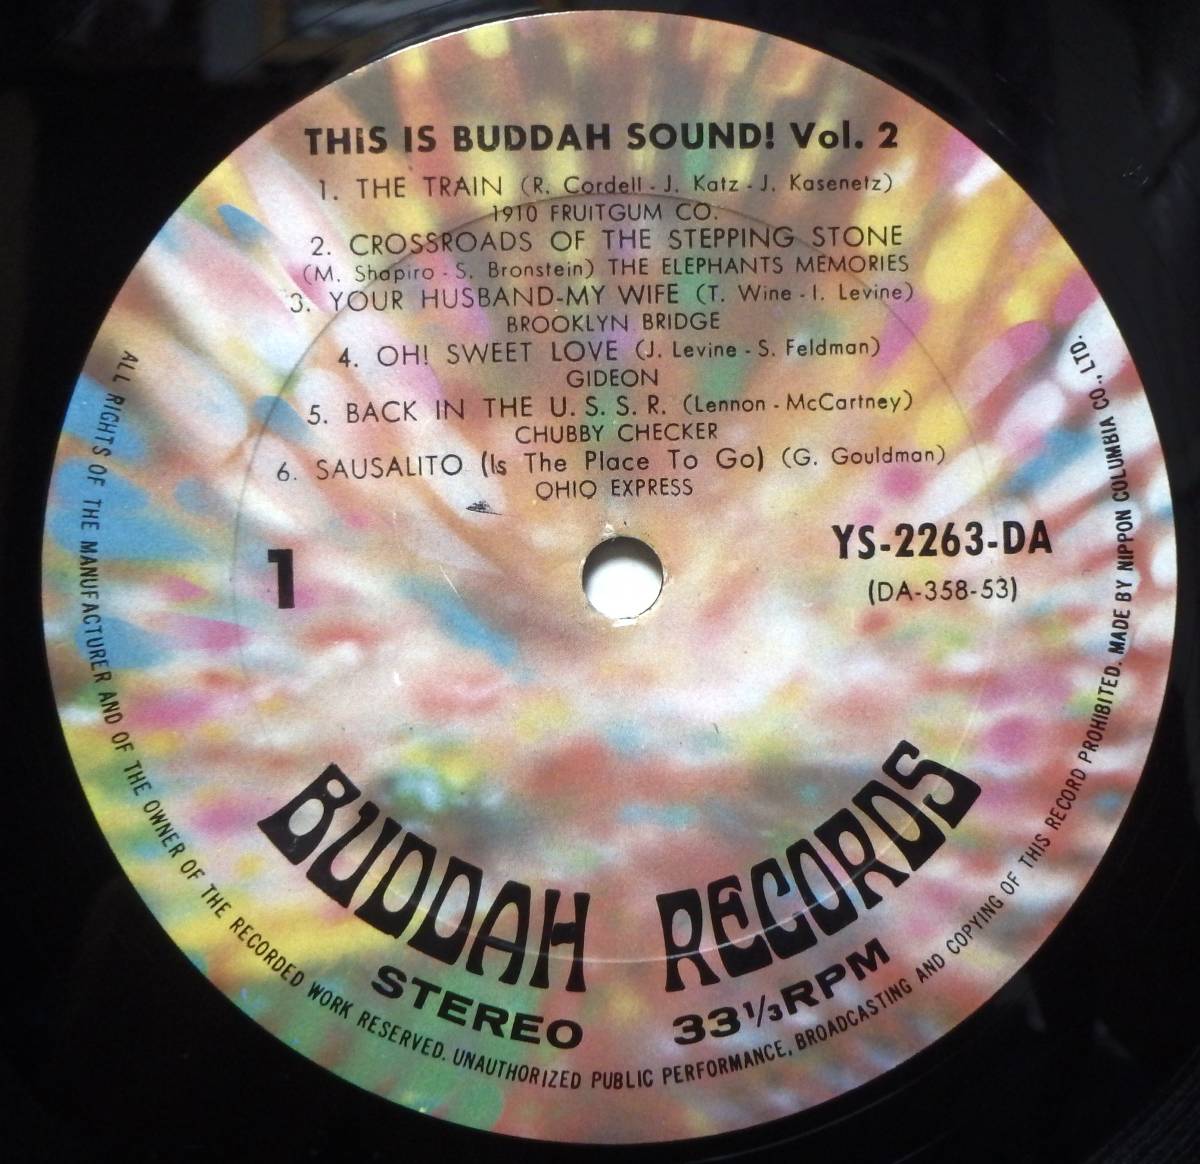 THIS IS BUDDAH SOUND! Vol. 2
1. THE TRAIN (R. Cordell - J. Katz - J. Kasenetz)
1910 FRUITGUM CO.
2. CROSSROADS OF THE STEPPING STONE
(M. Shapiro - S. Bronstein) THE ELEPHANTS MEMORIES
3. YOUR HUSBAND-MY WIFE (T. Wine - I. Levine)
BROOKLYN BRIDGE
4. OH! SWEET LOVE (J. Levine - S. Feldman)
GIDEON
5. BACK IN THE U. S. S. R. (Lennon - McCartney)
CHUBBY CHECKER
6. SAUSALITO (Is The Place To Go) (G. Gouldman)
OHIO EXPRESS
1
YS-2263-DA
(DA-358-53)
BUDDAH RECORDS
STEREO 33 1/3 RPM
ALL RIGHTS OF THE MANUFACTURER AND OF THE OWNER OF THE RECORDED WORK RESERVED. UNAUTHORIZED PUBLIC PERFORMANCE, BROADCASTING AND COPYING OF THIS RECORD PROHIBITED. MADE BY NIPPON COLUMBIA CO., LTD.